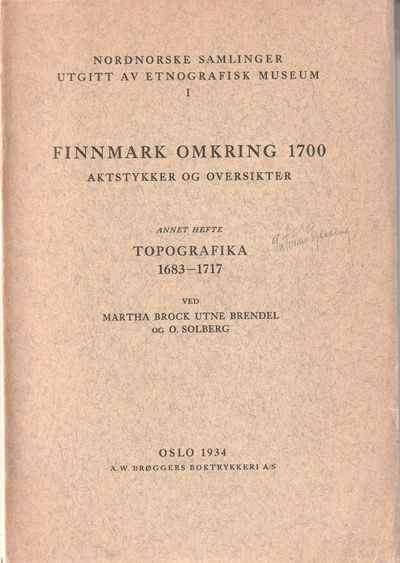 NORDNORSKE SAMLINGER
UTGITT AV ETNOGRAFISK MUSEUM
I
FINNMARK OMKRING 1700
AKTSTYKKER OG OVERSIKTER
ANNET HEFTE
TOPOGRAFIKA
1683—1717
VED
MARTHA BROCK UTNE BRENDEL
OG O. SOLBERG
OSLO 1934
A. W. BRØGGERS BOKTRYKKERI A/S